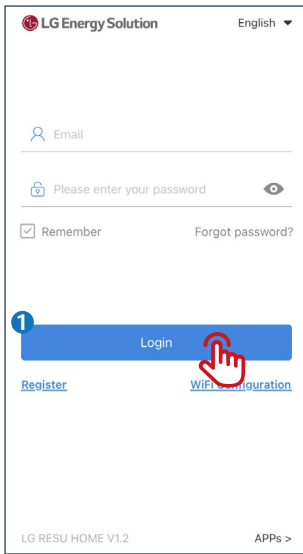 LG Energy Solution English
Email
Please enter your password
Remember Forgot password?
1
Login
Register WiFi Configuration
LG RESU HOME V1.2 APPs >